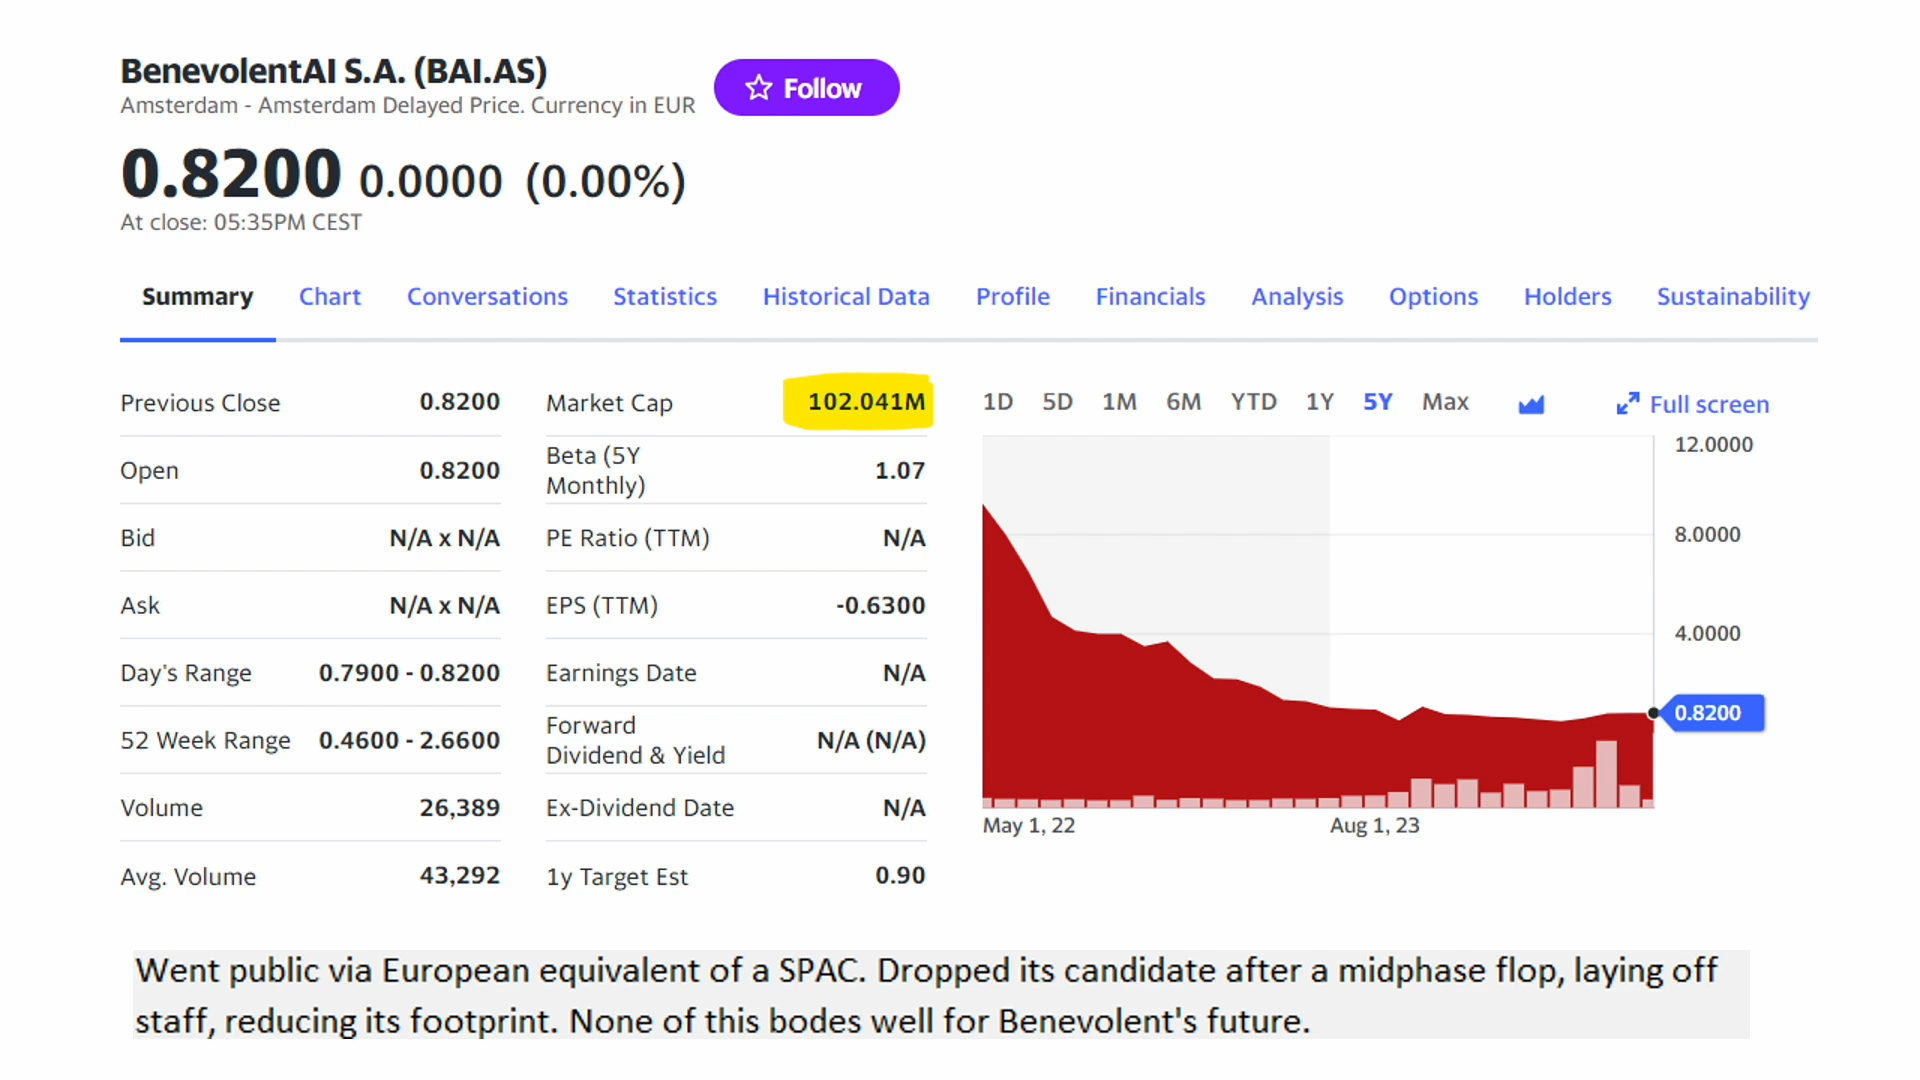 BenevolentAI S.A. (BAI.AS)
Follow
Amsterdam - Amsterdam Delayed Price. Currency in EUR
0.8200 0.0000 (0.00%)
At close: 05:35PM CEST
Summary Chart Conversations Statistics Historical Data Profile Financials Analysis Options Holders Sustainability
Previous Close 0.8200
Open 0.8200
Bid N/A x N/A
Ask N/A x N/A
Day's Range 0.7900 - 0.8200
52 Week Range 0.4600 - 2.6600
Volume 26,389
Avg. Volume 43,292
Market Cap 102.041M
Beta (5Y
Monthly) 1.07
PE Ratio (TTM) N/A
EPS (TTM) -0.6300
Earnings Date N/A
Forward
Dividend & Yield N/A (N/A)
Ex-Dividend Date N/A
1y Target Est 0.90
1D 5D 1M 6M YTD 1Y 5Y Max Full screen
12.0000
8.0000
4.0000
0.8200
May 1, 22 Aug 1, 23
Went public via European equivalent of a SPAC. Dropped its candidate after a midphase flop, laying off
staff, reducing its footprint. None of this bodes well for Benevolent's future.